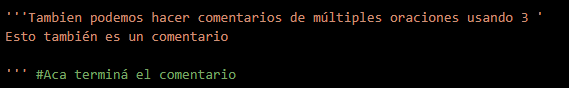 '''Tambien podemos hacer comentarios de múltiples oraciones usando 3 '
Esto también es un comentario
''' #Aca terminá el comentario